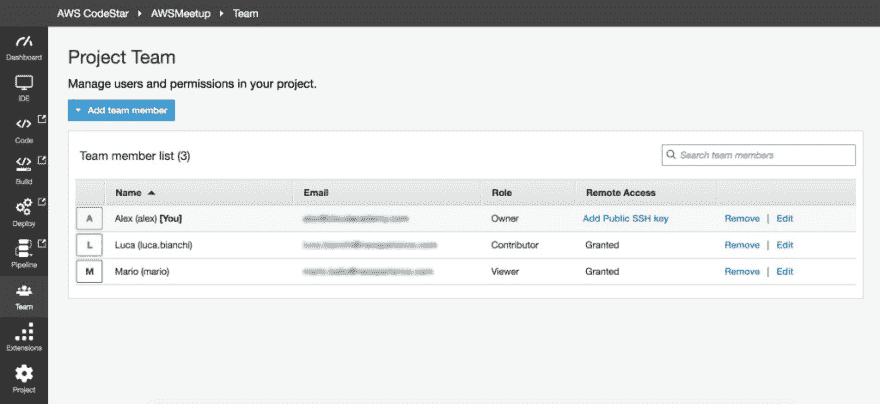 AWS CodeStar ▸ AWSMeetup ▸ Team
Dashboard
IDE
Code
Build
Deploy
Pipeline
Team
Extensions
Project
Project Team
Manage users and permissions in your project.
Add team member
Team member list (3)
Search team members
Name Email Role Remote Access
A Alex (alex) [You] Owner Add Public SSH key Remove | Edit
L Luca (luca.bianchi) Contributor Granted Remove | Edit
M Mario (mario) Viewer Granted Remove | Edit